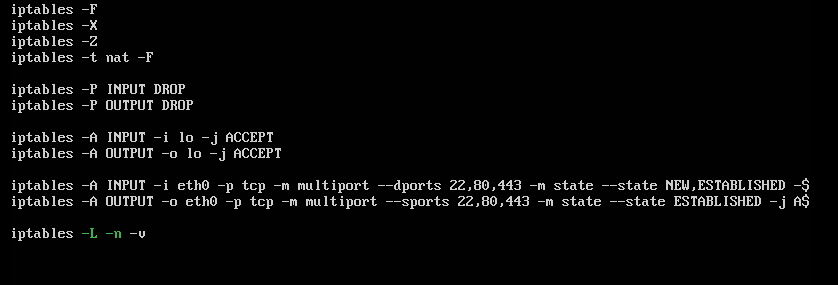 iptables -F
iptables -X
iptables -Z
iptables -t nat -F
iptables -P INPUT DROP
iptables -P OUTPUT DROP
iptables -A INPUT -i lo -j ACCEPT
iptables -A OUTPUT -o lo -j ACCEPT
iptables -A INPUT -i eth0 -p tcp -m multiport --dports 22,80,443 -m state --state NEW,ESTABLISHED -$
iptables -A OUTPUT -o eth0 -p tcp -m multiport --sports 22,80,443 -m state --state ESTABLISHED -j A$
iptables -L -n -v